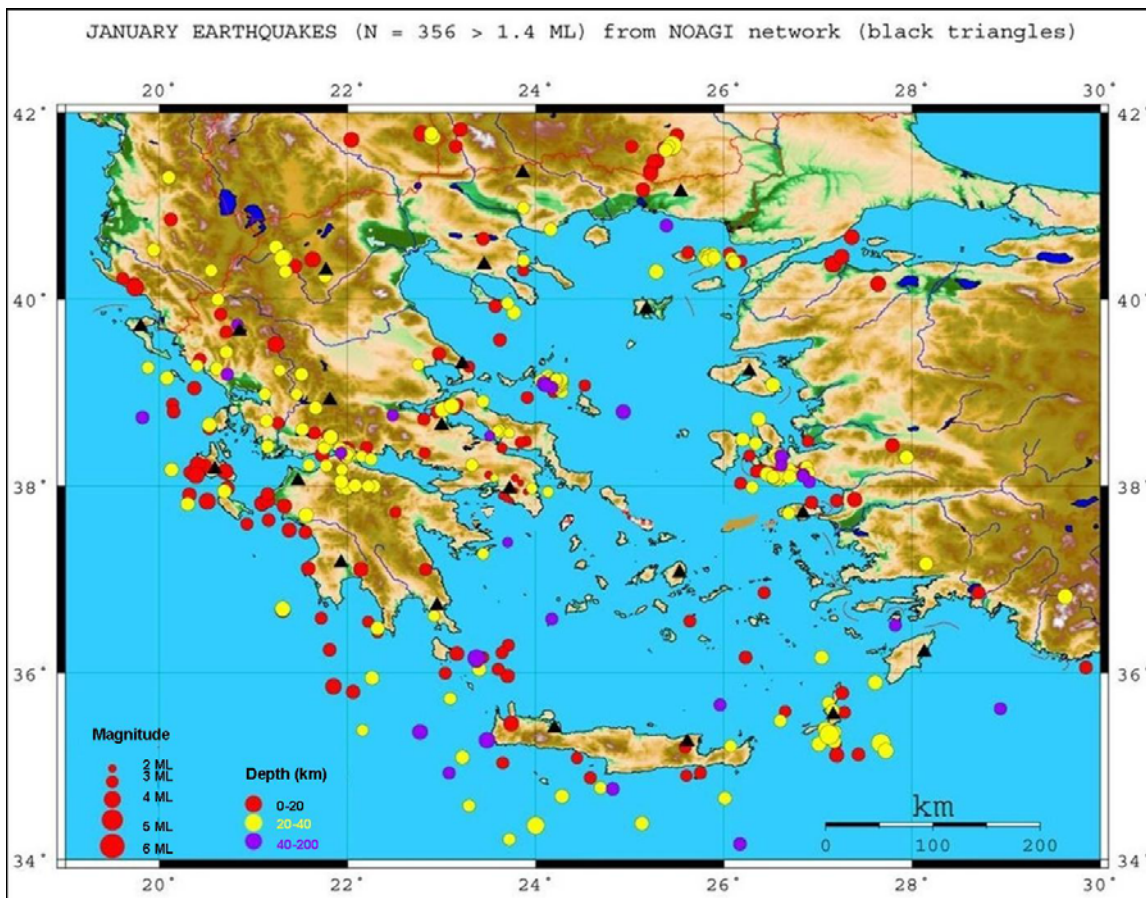 JANUARY EARTHQUAKES (N = 356 > 1.4 ML) from NOAGI network (black triangles)
20° 22° 24° 26° 28° 30°
42° 42°
40° 40°
38° 38°
36° 36°
34° 34°
Magnitude
2 ML
3 ML
4 ML
5 ML
6 ML
Depth (km)
0-20
20-40
40-200
km
0 100 200
20° 22° 24° 26° 28° 30°